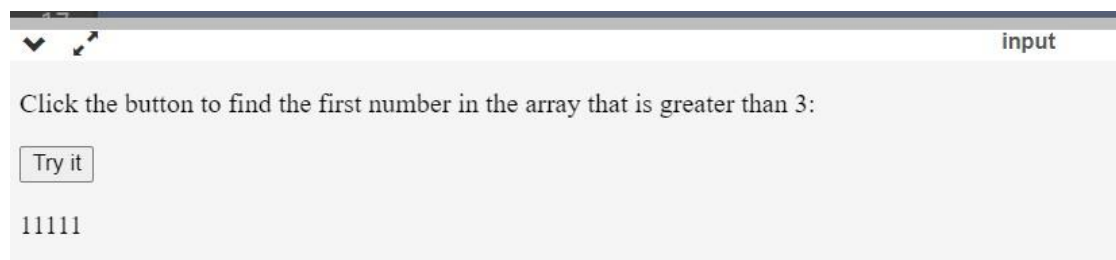 input
Click the button to find the first number in the array that is greater than 3:
Try it
11111